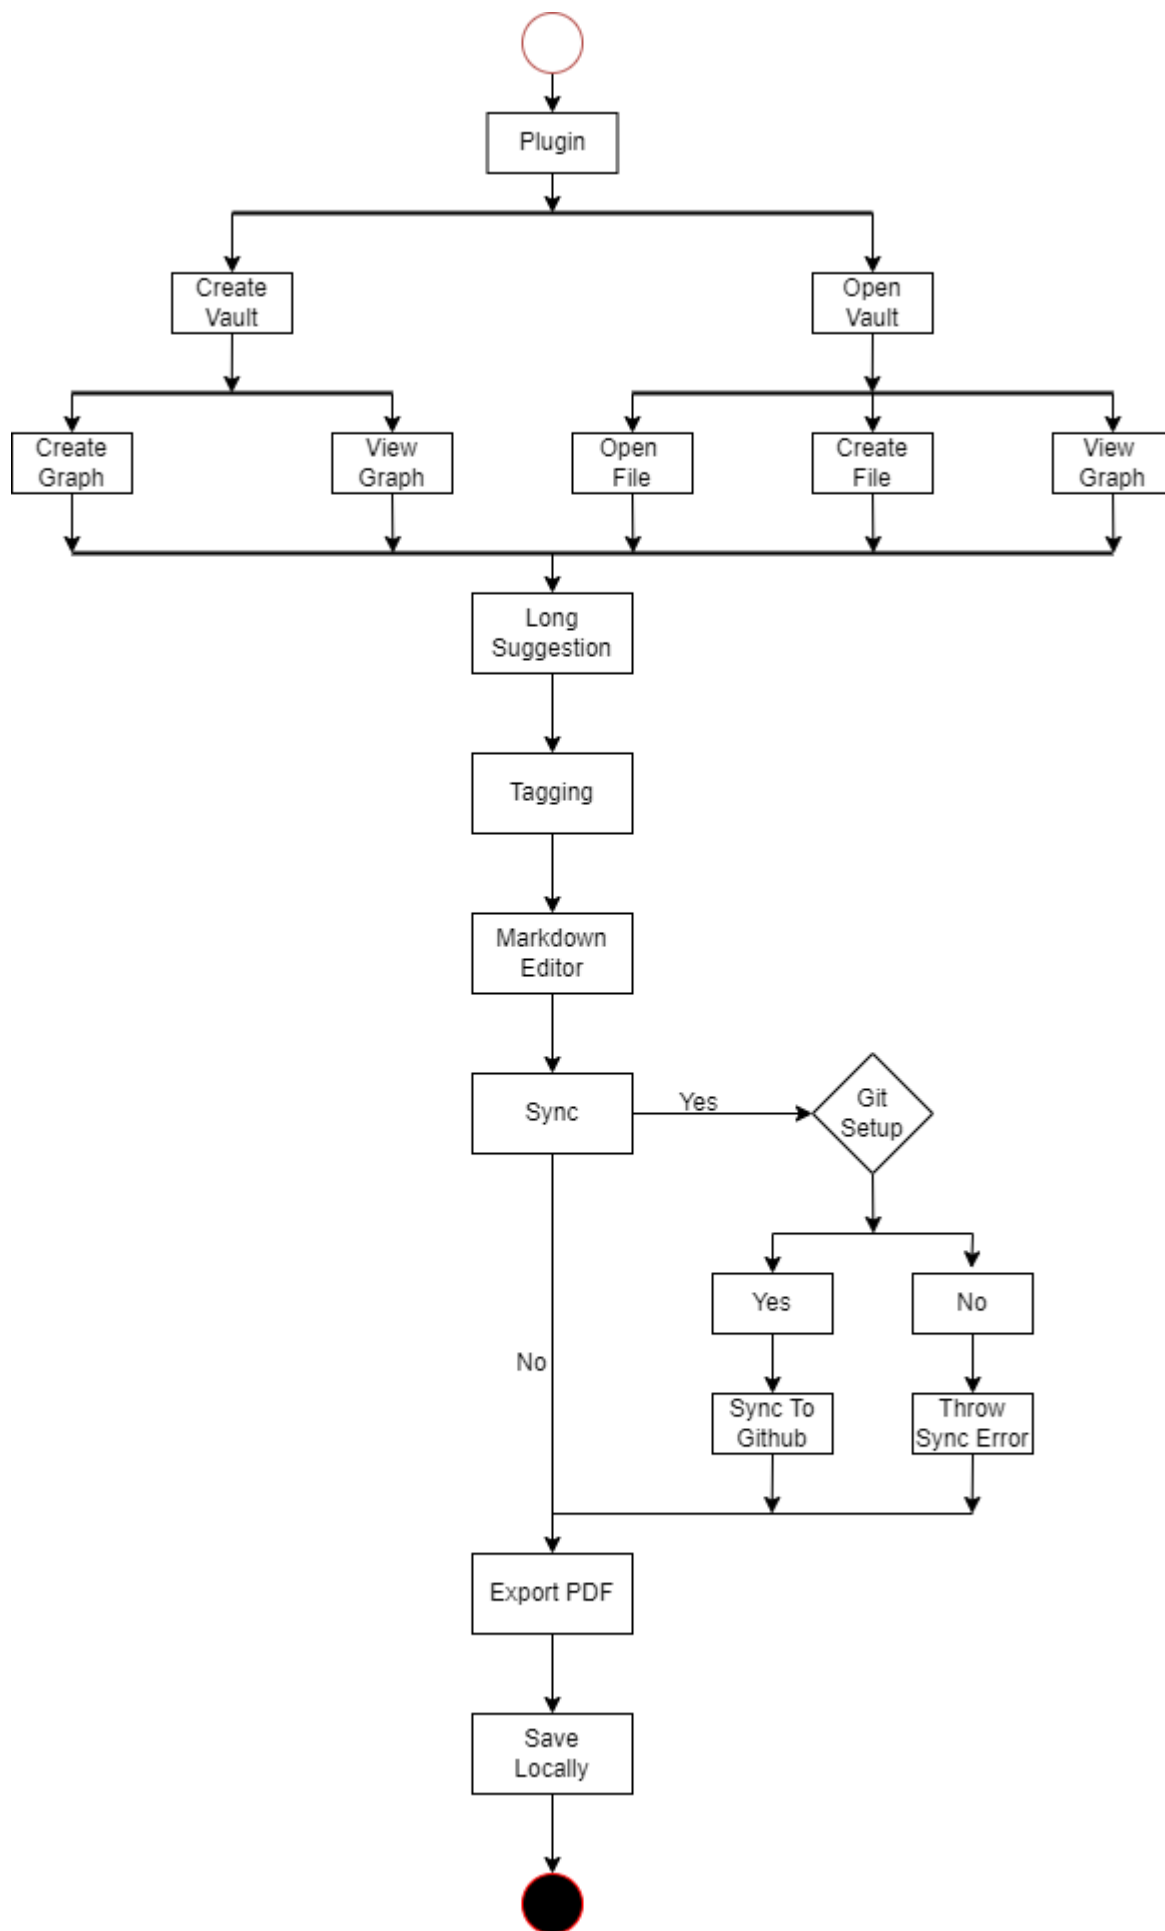 Plugin
Create
Vault
Open
Vault
Create
Graph
View
Graph
Open
File
Create
File
View
Graph
Long
Suggestion
Tagging
Markdown
Editor
Sync
Yes
Git
Setup
Yes
No
No
Sync To
Github
Throw
Sync Error
Export PDF
Save
Locally